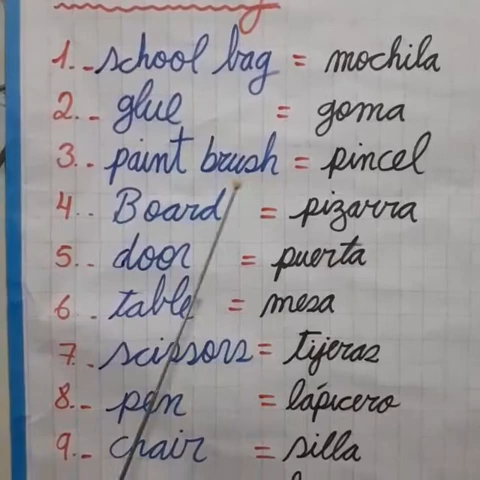 1.- school bag = mochila
2.- glue = goma
3.- paint brush = pincel
4.- Board = pizarra
5.- door = puerta
6.- table = mesa
7.- scissors = tijeras
8.- pen = lápicero
9.- chair = silla